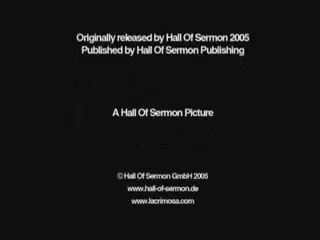 Originally released by Hall Of Sermon 2005
Published by Hall Of Sermon Publishing
A Hall Of Sermon Picture
© Hall Of Sermon GmbH 2005
www.hall-of-sermon.de
www.lacrimosa.com